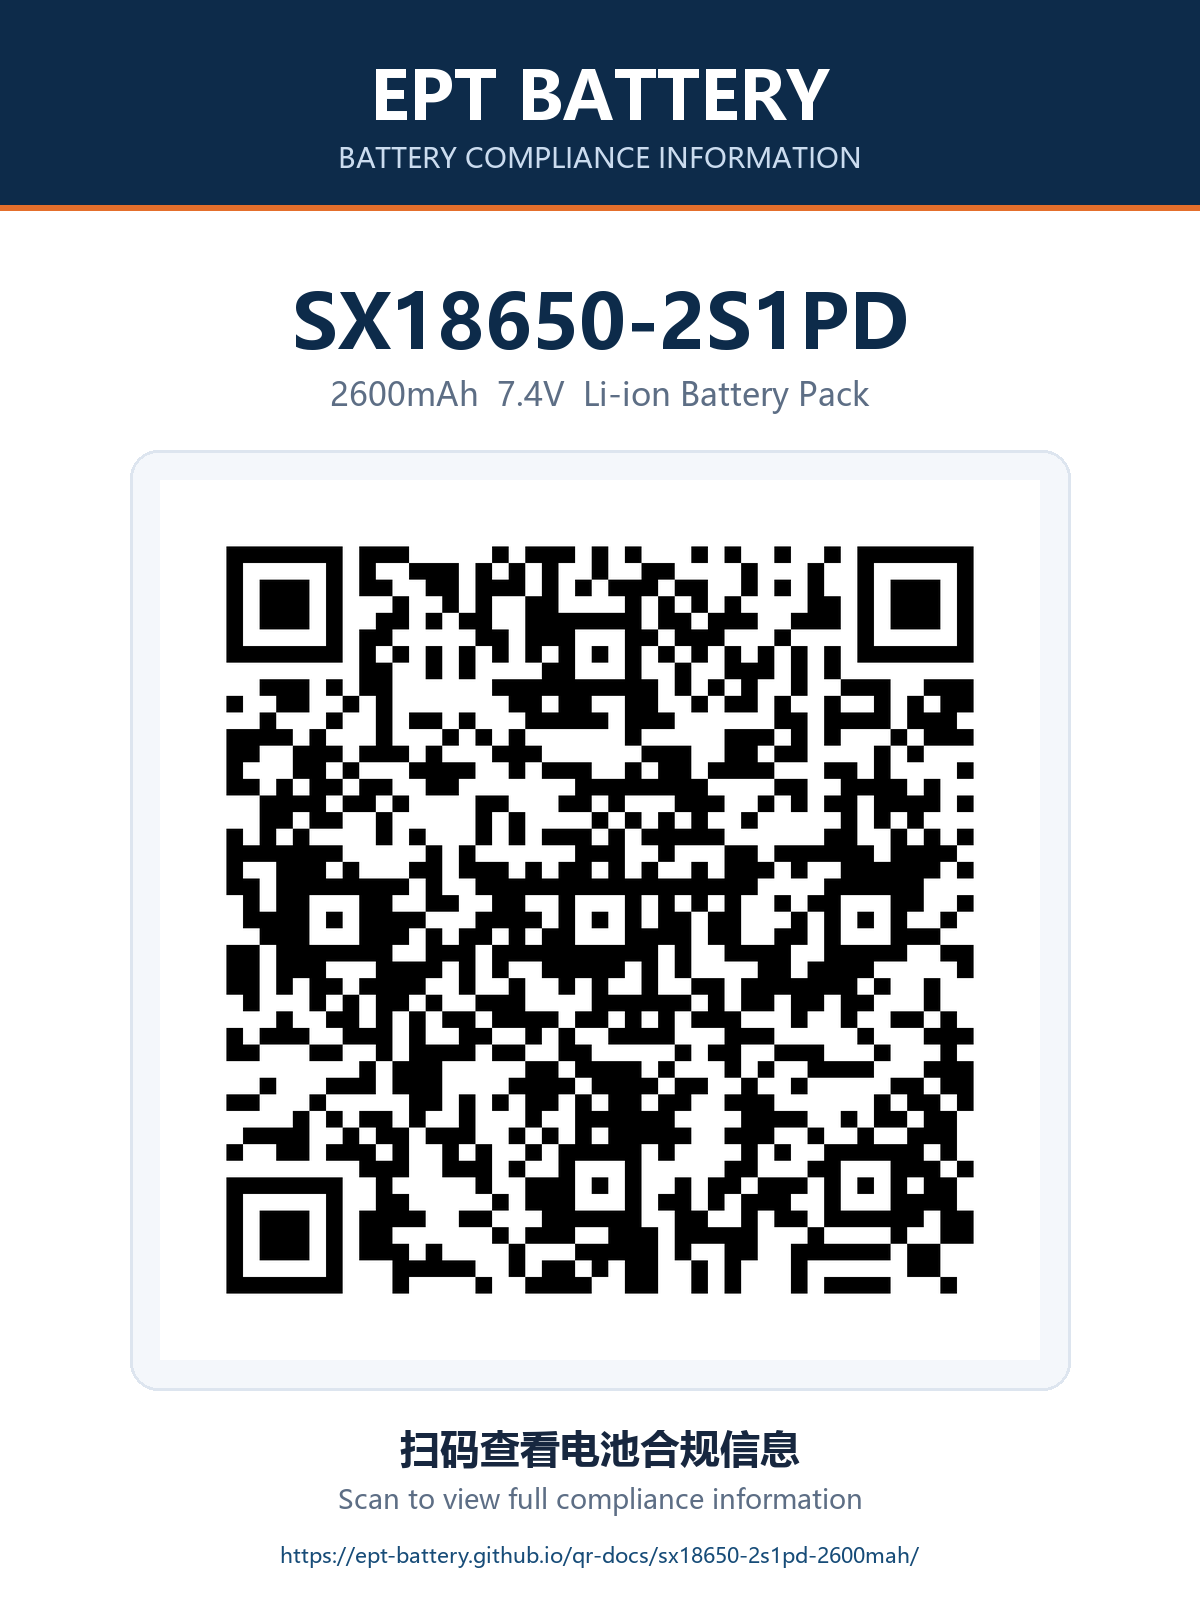 EPT BATTERY
BATTERY COMPLIANCE INFORMATION
SX18650-2S1PD
2600mAh 7.4V Li-ion Battery Pack
扫码查看电池合规信息
Scan to view full compliance information
https://ept-battery.github.io/qr-docs/sx18650-2s1pd-2600mah/